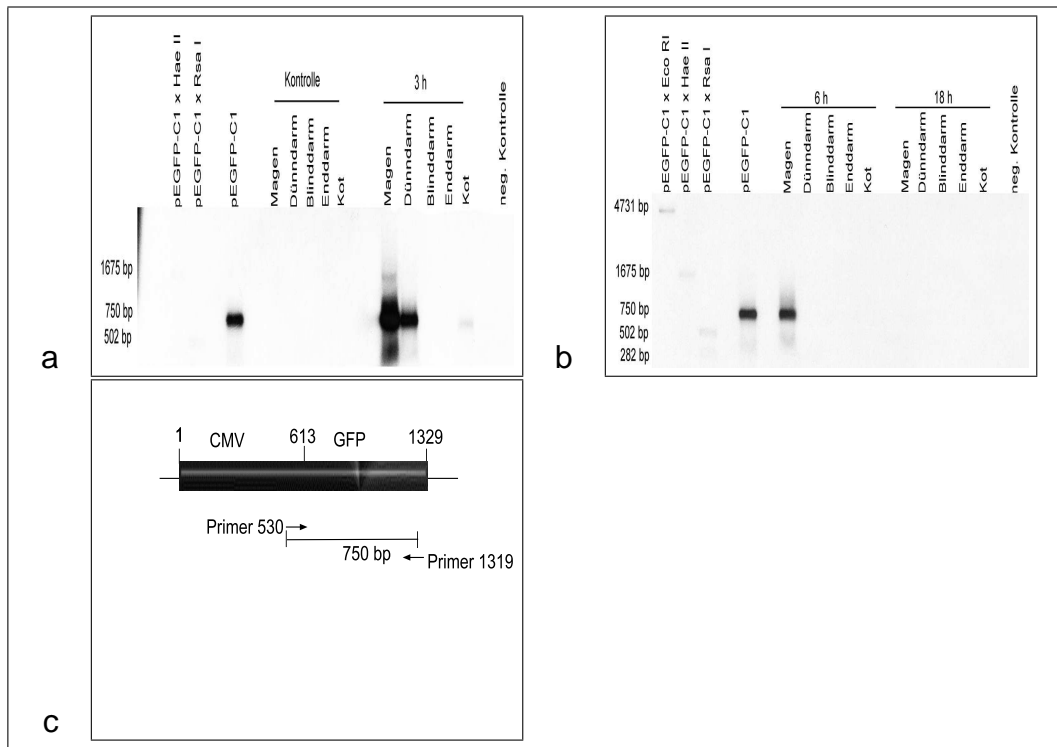 pEGFP-C1 x Hae II
pEGFP-C1 x Rsa I
pEGFP-C1
Kontrolle
Magen
Dünndarm
Blinddarm
Enddarm
Kot
3 h
Magen
Dünndarm
Blinddarm
Enddarm
Kot
neg. Kontrolle
1675 bp
750 bp
502 bp
a
pEGFP-C1 x Eco RI
pEGFP-C1 x Hae II
pEGFP-C1 x Rsa I
pEGFP-C1
6 h
Magen
Dünndarm
Blinddarm
Enddarm
Kot
18 h
Magen
Dünndarm
Blinddarm
Enddarm
Kot
neg. Kontrolle
4731 bp
1675 bp
750 bp
502 bp
282 bp
b
1 CMV 613 GFP 1329
Primer 530
750 bp
Primer 1319
c